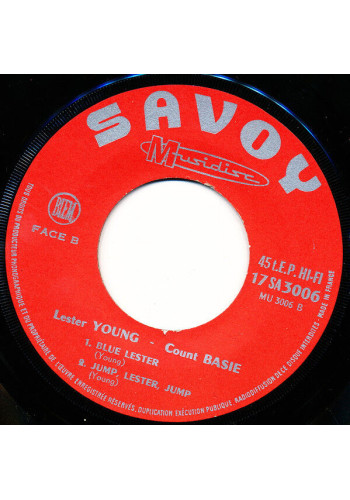 SAVOY
Musidisc
BIEM
FACE B
45 t.E.P. HI-FI
17 SA 3006
MU 3006 B
Lester YOUNG - Count BASIE
1. BLUE LESTER
(Young)
2. JUMP, LESTER, JUMP
(Young)
TOUS DROITS DU PRODUCTEUR PHONOGRAPHIQUE ET DU PROPRIÉTAIRE DE L'ŒUVRE ENREGISTRÉE RÉSERVÉS, DUPLICATION EXÉCUTION PUBLIQUE RADIODIFFUSION DE CE DISQUE INTERDITES MADE IN FRANCE